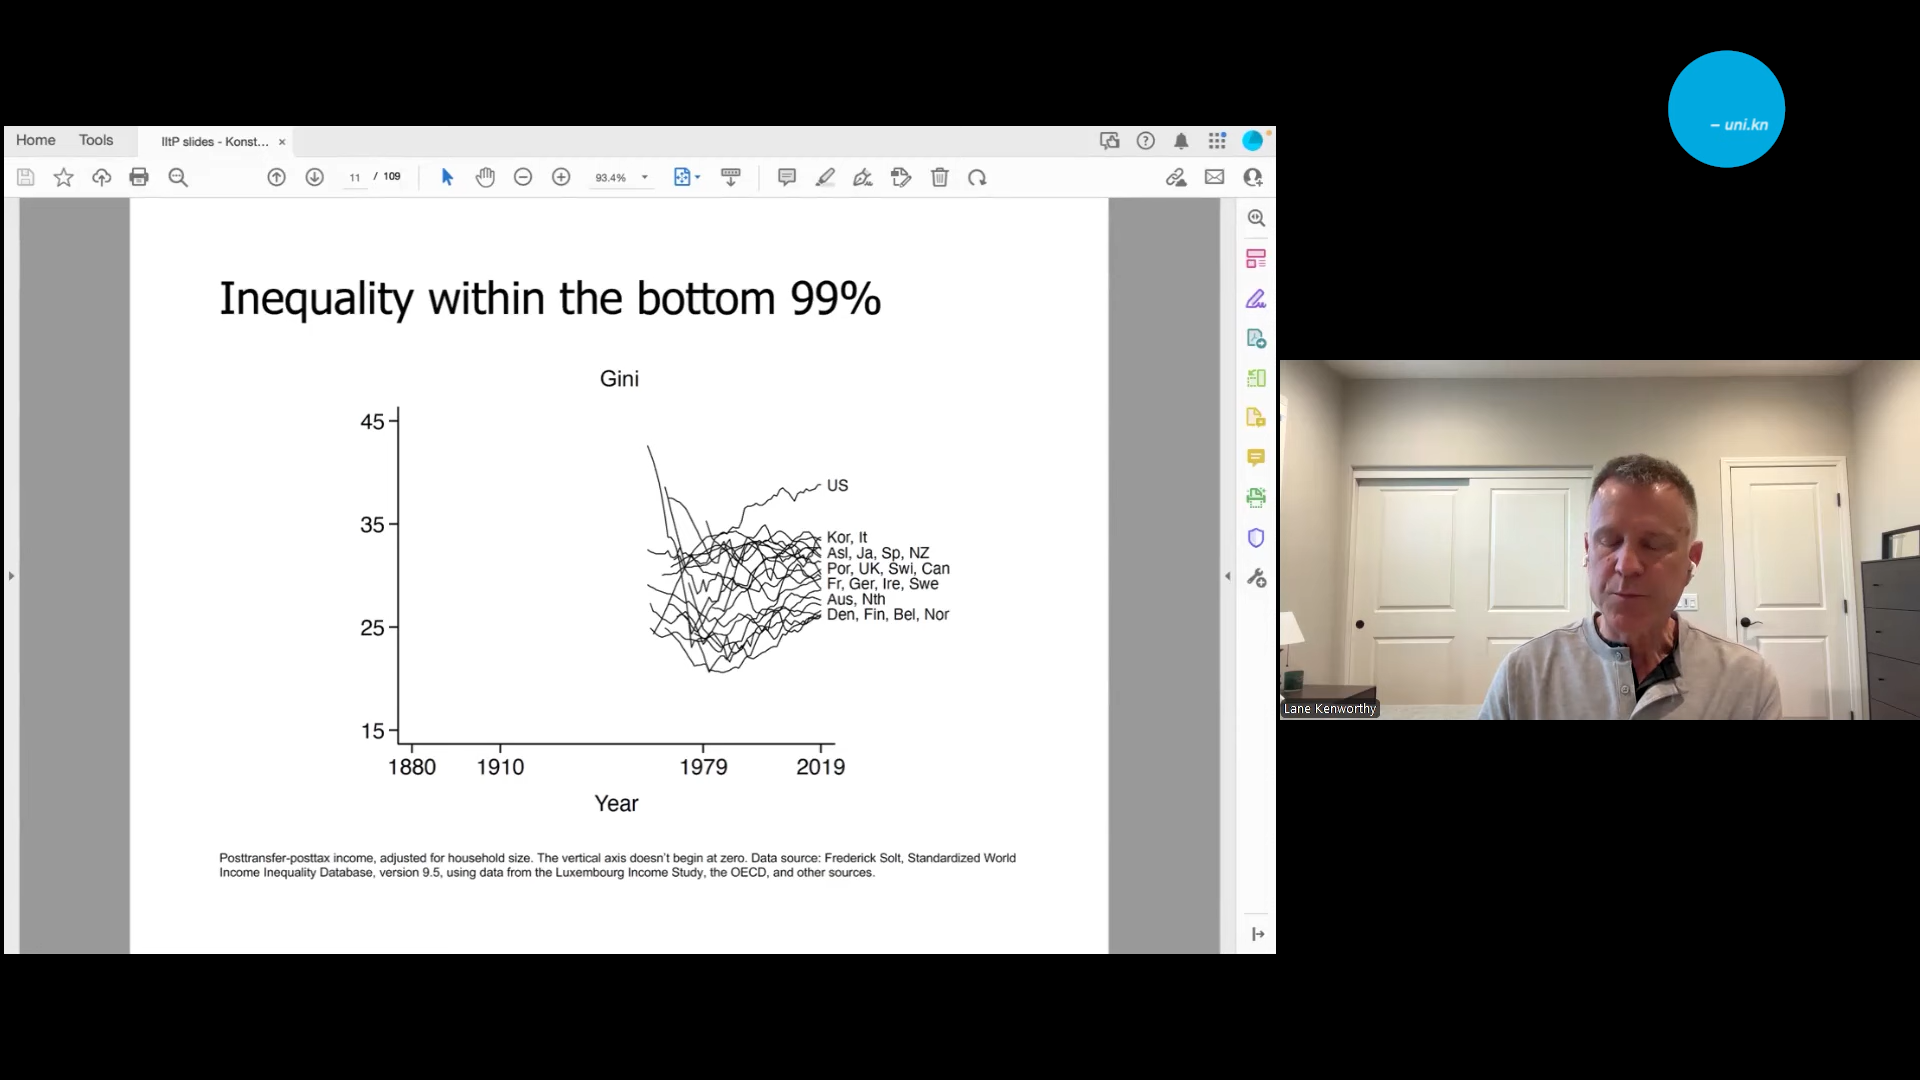 – uni.kn
Home
Tools
IItP slides - Konst...
11 / 109
93.4%
Inequality within the bottom 99%
Gini
45
35
25
15
US
Kor, It
Asl, Ja, Sp, NZ
Por, UK, Swi, Can
Fr, Ger, Ire, Swe
Aus, Nth
Den, Fin, Bel, Nor
1880
1910
1979
2019
Year
Posttransfer-posttax income, adjusted for household size. The vertical axis doesn't begin at zero. Data source: Frederick Solt, Standardized World
Income Inequality Database, version 9.5, using data from the Luxembourg Income Study, the OECD, and other sources.
Lane Kenworthy